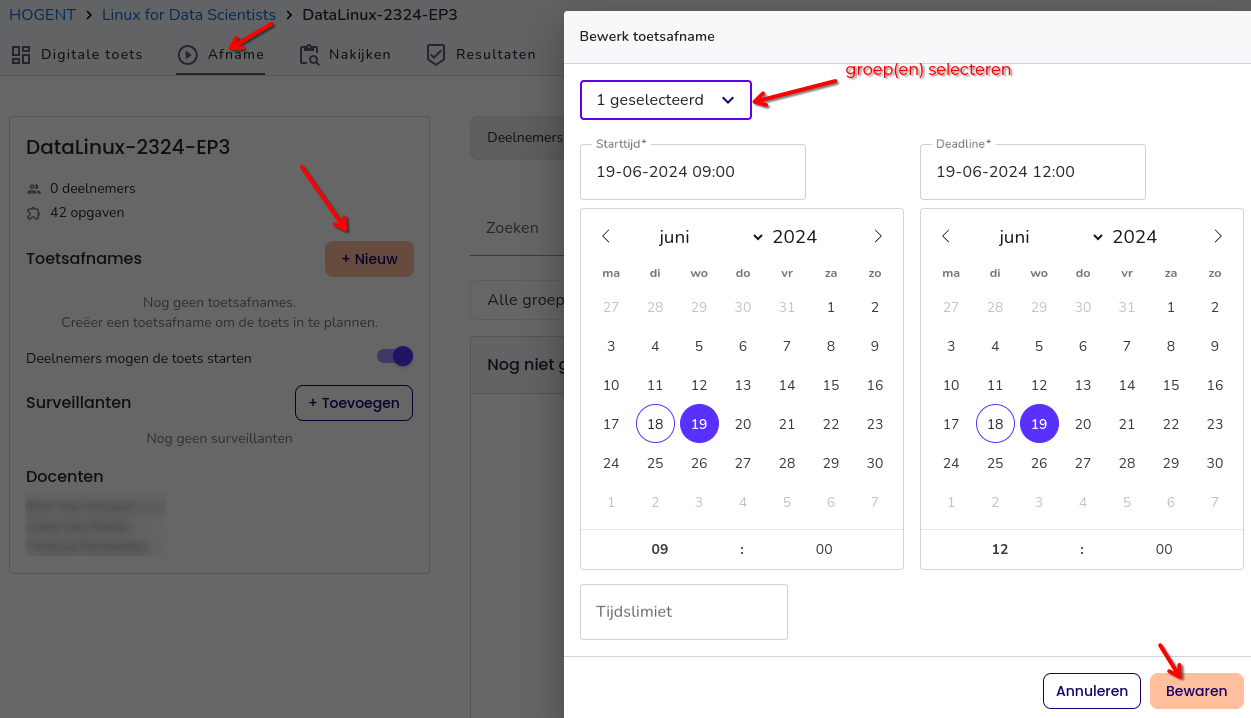 HOGENT > Linux for Data Scientists > DataLinux-2324-EP3
Digitale toets Afname Nakijken Resultaten
DataLinux-2324-EP3
0 deelnemers
42 opgaven
Toetsafnames
+ Nieuw
Nog geen toetsafnames.
Creëer een toetsafname om de toets in te plannen.
Deelnemers mogen de toets starten
Surveillanten
+ Toevoegen
Nog geen surveillanten
Docenten
Deelnemers
Zoeken
Alle groep
Nog niet g
Bewerk toetsafname
groep(en) selecteren
1 geselecteerd
Starttijd*
19-06-2024 09:00
juni 2024
ma di wo do vr za zo
27 28 29 30 31 1 2
3 4 5 6 7 8 9
10 11 12 13 14 15 16
17 18 19 20 21 22 23
24 25 26 27 28 29 30
1 2 3 4 5 6 7
09 : 00
Deadline*
19-06-2024 12:00
juni 2024
ma di wo do vr za zo
27 28 29 30 31 1 2
3 4 5 6 7 8 9
10 11 12 13 14 15 16
17 18 19 20 21 22 23
24 25 26 27 28 29 30
1 2 3 4 5 6 7
12 : 00
Tijdslimiet
Annuleren
Bewaren